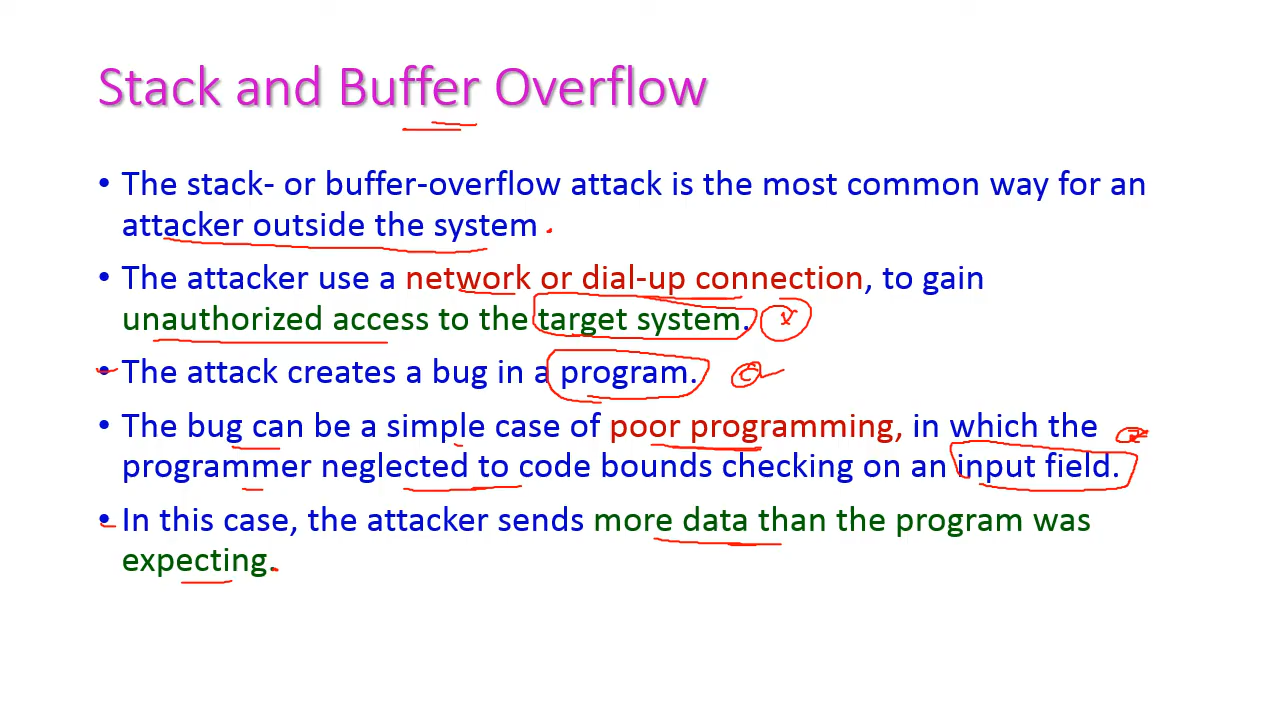 Stack and Buffer Overflow
• The stack- or buffer-overflow attack is the most common way for an
attacker outside the system
• The attacker use a network or dial-up connection, to gain
unauthorized access to the target system.
• The attack creates a bug in a program.
• The bug can be a simple case of poor programming, in which the
programmer neglected to code bounds checking on an input field.
• In this case, the attacker sends more data than the program was
expecting.